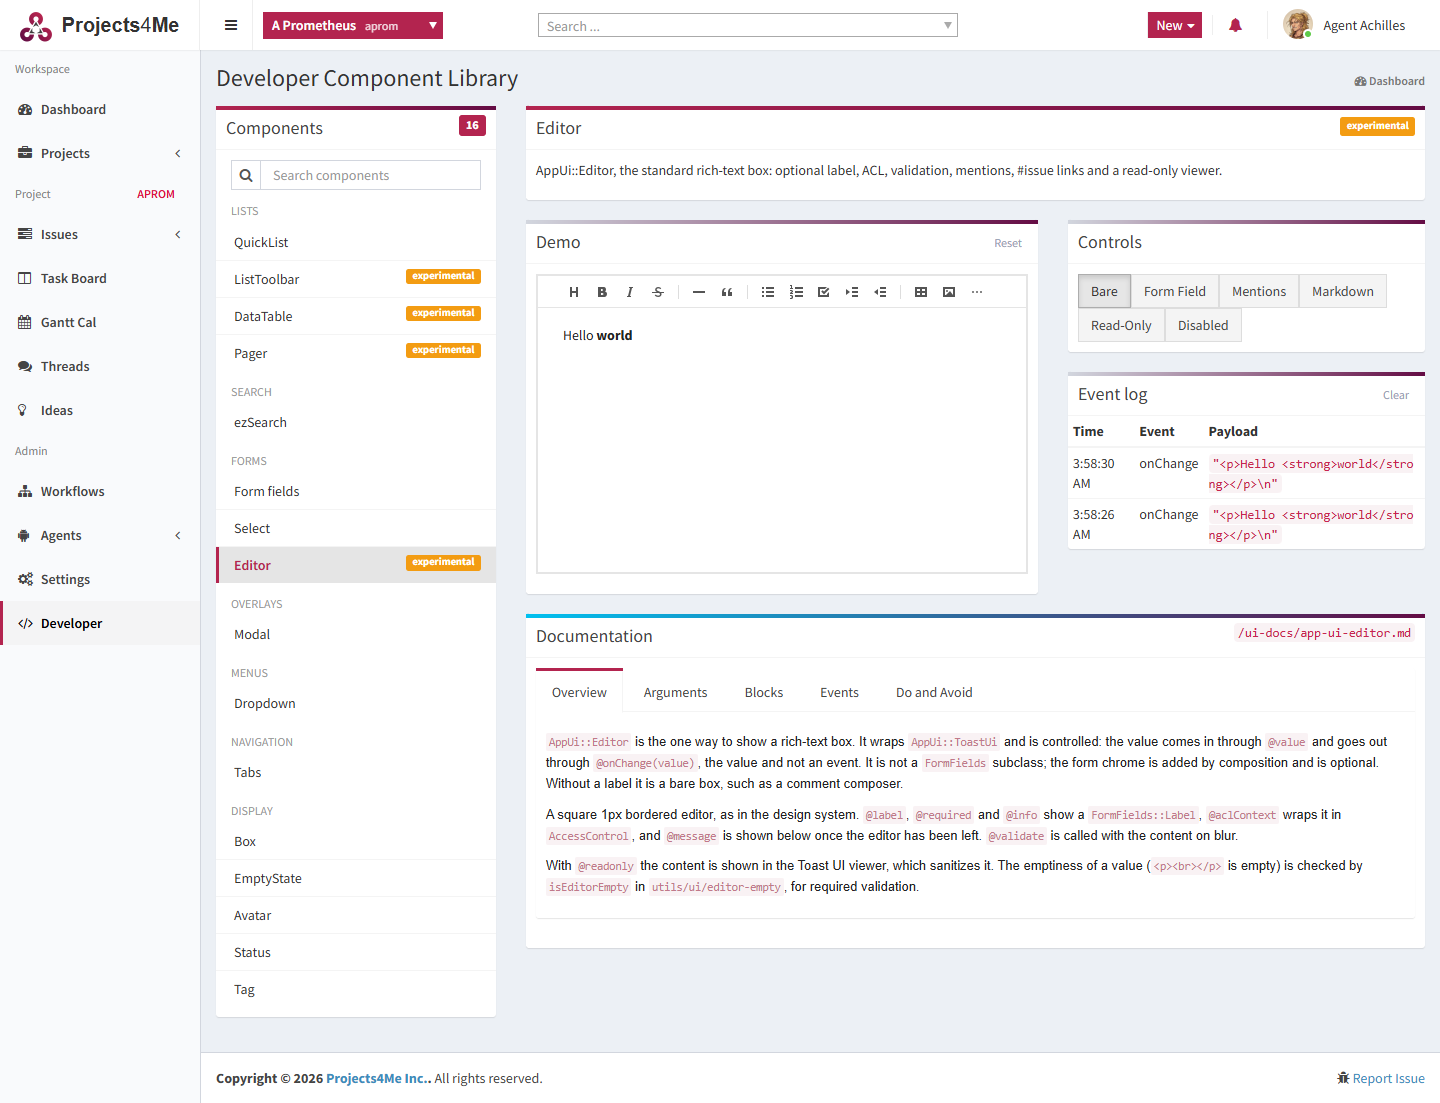 Projects4Me
A Prometheus aprom
Search ...
New
Agent Achilles
Workspace
Dashboard
Projects
Project APROM
Issues
Task Board
Gantt Cal
Threads
Ideas
Admin
Workflows
Agents
Settings
Developer
Developer Component Library
Dashboard
Components 16
Search components
LISTS
QuickList
ListToolbar experimental
DataTable experimental
Pager experimental
SEARCH
ezSearch
FORMS
Form fields
Select
Editor experimental
OVERLAYS
Modal
MENUS
Dropdown
NAVIGATION
Tabs
DISPLAY
Box
EmptyState
Avatar
Status
Tag
Editor experimental
AppUi::Editor, the standard rich-text box: optional label, ACL, validation, mentions, #issue links and a read-only viewer.
Demo Reset
Hello world
Controls
Bare Form Field Mentions Markdown
Read-Only Disabled
Event log Clear
Time Event Payload
3:58:30 onChange "<p>Hello <strong>world</stro
AM ng></p>\n"
3:58:26 onChange "<p>Hello <strong>world</stro
AM ng></p>\n"
Documentation /ui-docs/app-ui-editor.md
Overview Arguments Blocks Events Do and Avoid
AppUi::Editor is the one way to show a rich-text box. It wraps AppUi::ToastUi and is controlled: the value comes in through @value and goes out
through @onChange(value), the value and not an event. It is not a FormFields subclass; the form chrome is added by composition and is optional.
Without a label it is a bare box, such as a comment composer.
A square 1px bordered editor, as in the design system. @label, @required and @info show a FormFields::Label, @aclContext wraps it in
AccessControl, and @message is shown below once the editor has been left. @validate is called with the content on blur.
With @readonly the content is shown in the Toast UI viewer, which sanitizes it. The emptiness of a value (<p><br></p> is empty) is checked by
isEditorEmpty in utils/ui/editor-empty, for required validation.
Copyright © 2026 Projects4Me Inc.. All rights reserved.
Report Issue